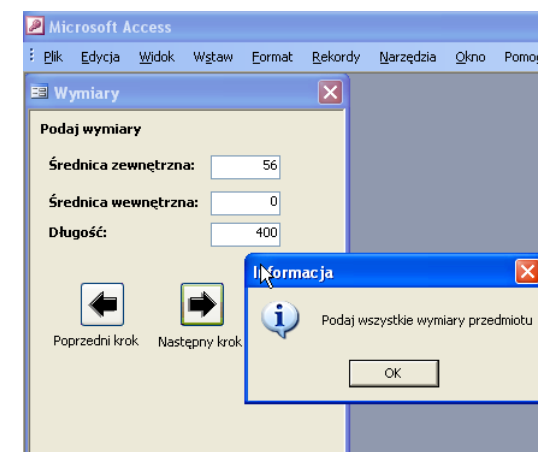 Microsoft Access
Plik Edycja Widok Wstaw Format Rekordy Narzędzia Okno Pomo
Wymiary
Podaj wymiary
Średnica zewnętrzna: 56
Średnica wewnętrzna: 0
Długość: 400
Informacja
Podaj wszystkie wymiary przedmiotu
OK
Poprzedni krok Następny krok